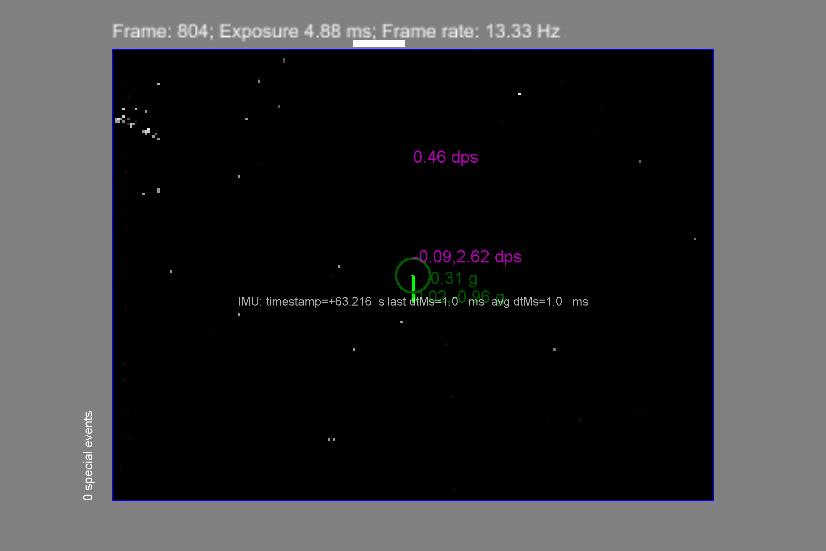 Frame: 804; Exposure 4.88 ms; Frame rate: 13.33 Hz
0.46 dps
-0.09,2.62 dps
0.31 g
0.96 g
IMU: timestamp=+63.216 s last dtMs=1.0 ms avg dtMs=1.0 ms
0 special events